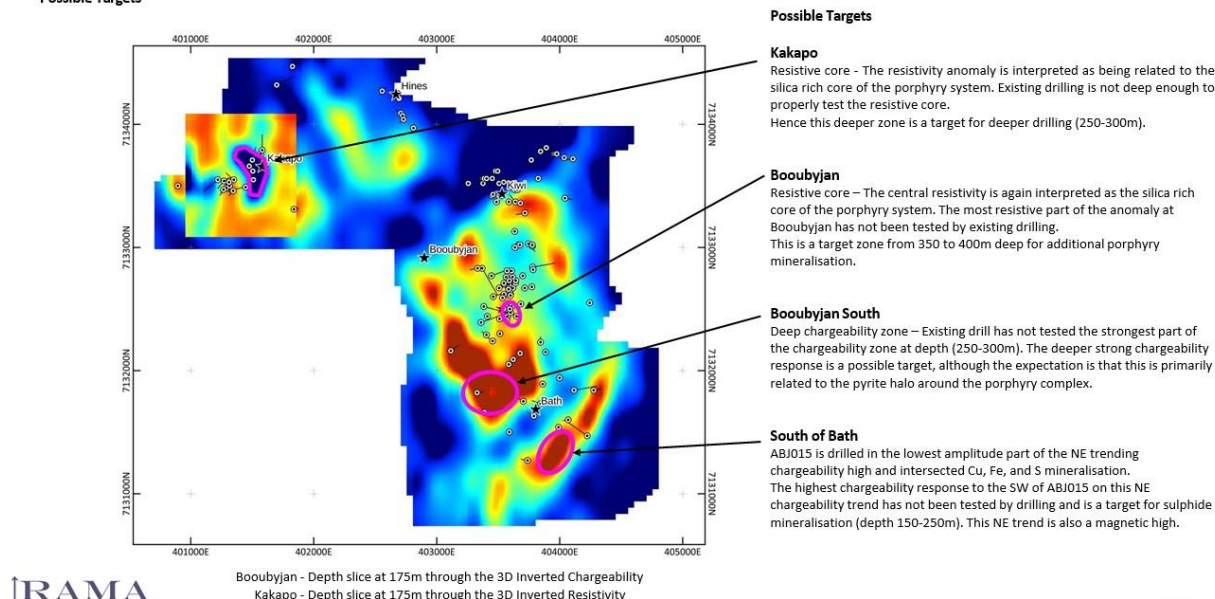 Possible Targets
401000E 402000E 403000E 404000E 405000E
7134000N
7133000N
7132000N
7131000N
7134000N
7133000N
7132000N
7131000N
Hines
Kakapo
Kiwi
Booubyjan
Bath
401000E 402000E 403000E 404000E 405000E
Booubyjan - Depth slice at 175m through the 3D Inverted Chargeability
Kakapo - Depth slice at 175m through the 3D Inverted Resistivity
RAMA
Possible Targets
Kakapo
Resistive core - The resistivity anomaly is interpreted as being related to the
silica rich core of the porphyry system. Existing drilling is not deep enough to
properly test the resistive core.
Hence this deeper zone is a target for deeper drilling (250-300m).
Booubyjan
Resistive core – The central resistivity is again interpreted as the silica rich
core of the porphyry system. The most resistive part of the anomaly at
Booubyjan has not been tested by existing drilling.
This is a target zone from 350 to 400m deep for additional porphyry
mineralisation.
Booubyjan South
Deep chargeability zone – Existing drill has not tested the strongest part of
the chargeability zone at depth (250-300m). The deeper strong chargeability
response is a possible target, although the expectation is that this is primarily
related to the pyrite halo around the porphyry complex.
South of Bath
ABJ015 is drilled in the lowest amplitude part of the NE trending
chargeability high and intersected Cu, Fe, and S mineralisation.
The highest chargeability response to the SW of ABJ015 on this NE
chargeability trend has not been tested by drilling and is a target for sulphide
mineralisation (depth 150-250m). This NE trend is also a magnetic high.